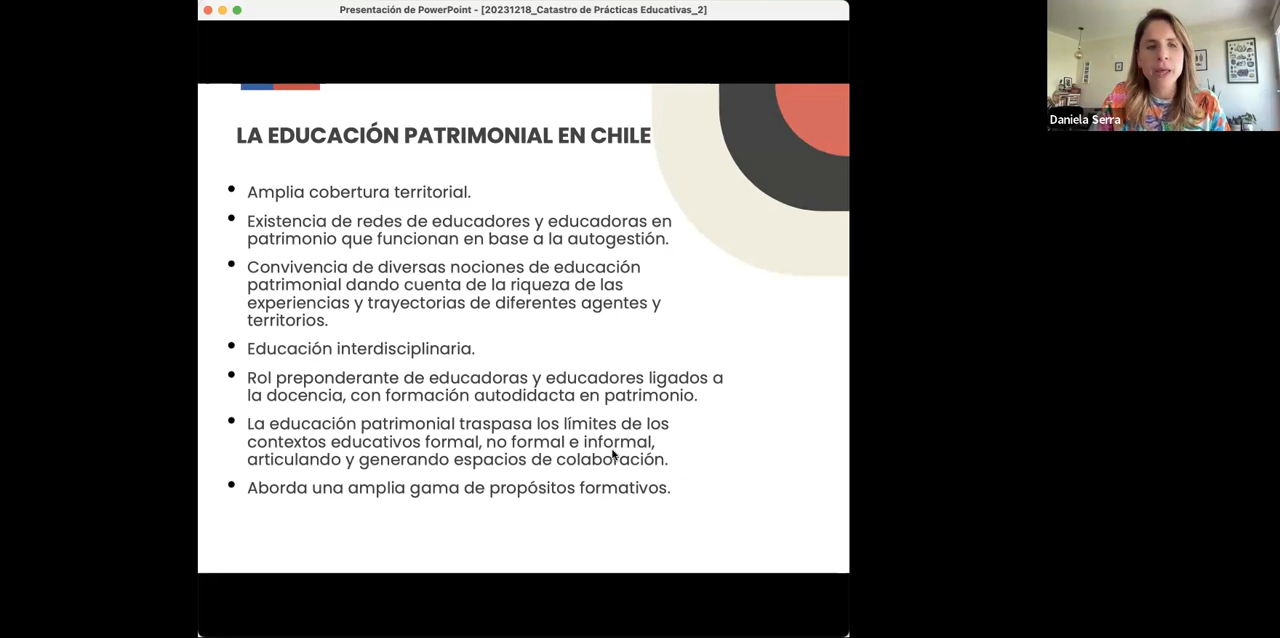 Presentación de PowerPoint - [20231218_Catastro de Prácticas Educativas_2]
LA EDUCACIÓN PATRIMONIAL EN CHILE
• Amplia cobertura territorial.
• Existencia de redes de educadores y educadoras en
patrimonio que funcionan en base a la autogestión.
• Convivencia de diversas nociones de educación
patrimonial dando cuenta de la riqueza de las
experiencias y trayectorias de diferentes agentes y
territorios.
• Educación interdisciplinaria.
• Rol preponderante de educadoras y educadores ligados a
la docencia, con formación autodidacta en patrimonio.
• La educación patrimonial traspasa los límites de los
contextos educativos formal, no formal e informal,
articulando y generando espacios de colaboración.
• Aborda una amplia gama de propósitos formativos.
Daniela Serra